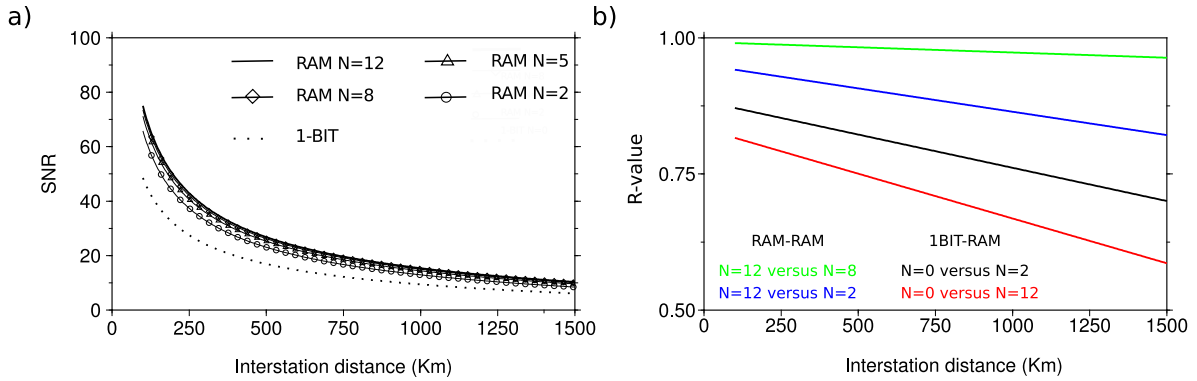 a)
100
80
60
40
20
0
SNR
RAM N=12
RAM N=5
RAM N=8
RAM N=2
1-BIT
0
250
500
750
1000
1250
1500
Interstation distance (Km)
b)
1.00
0.75
0.50
R-value
RAM-RAM
1BIT-RAM
N=12 versus N=8
N=0 versus N=2
N=12 versus N=2
N=0 versus N=12
0
250
500
750
1000
1250
1500
Interstation distance (Km)